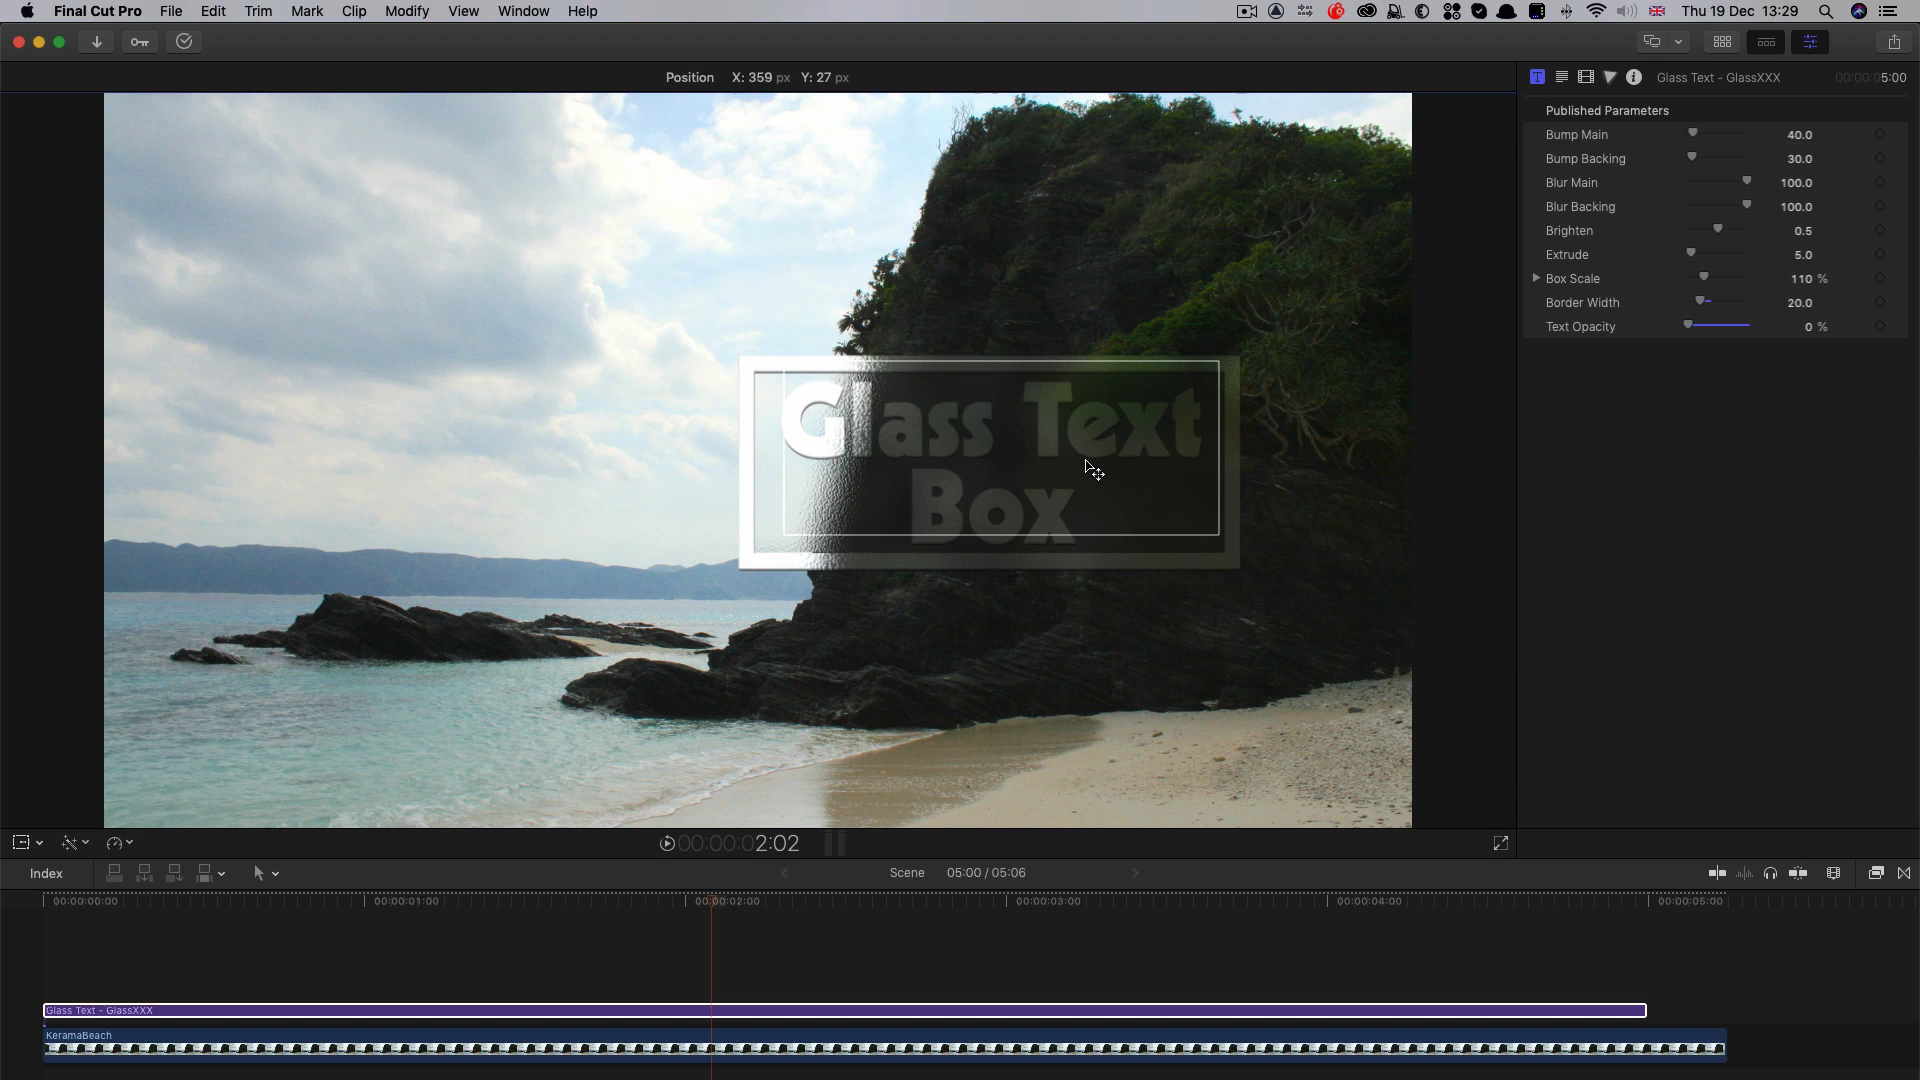 Final Cut Pro File Edit Trim Mark Clip Modify View Window Help Thu 19 Dec 13:29
Position X: 359 px Y: 27 px
Glass Text - GlassXXX 00:00:05:00
Published Parameters
Bump Main 40.0
Bump Backing 30.0
Blur Main 100.0
Blur Backing 100.0
Brighten 0.5
Extrude 5.0
Box Scale 110 %
Border Width 20.0
Text Opacity 0 %
Glass Text
Box
00:00:02:02
Index Scene 05:00 / 05:06
00:00:00:00 00:00:01:00 00:00:02:00 00:00:03:00 00:00:04:00 00:00:05:00
Glass Text - GlassXXX
KeramaBeach